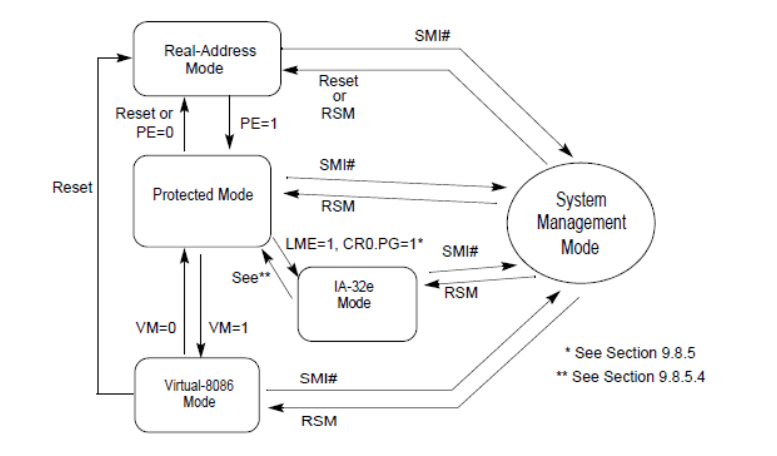 SMI#
Real-Address
Mode
Reset
or
RSM
Reset or
PE=0
PE=1
SMI#
Reset
Protected Mode
RSM
System
Management
Mode
LME=1, CR0.PG=1*
SMI#
See**
IA-32e
Mode
RSM
VM=0
VM=1
* See Section 9.8.5
** See Section 9.8.5.4
Virtual-8086
Mode
SMI#
RSM